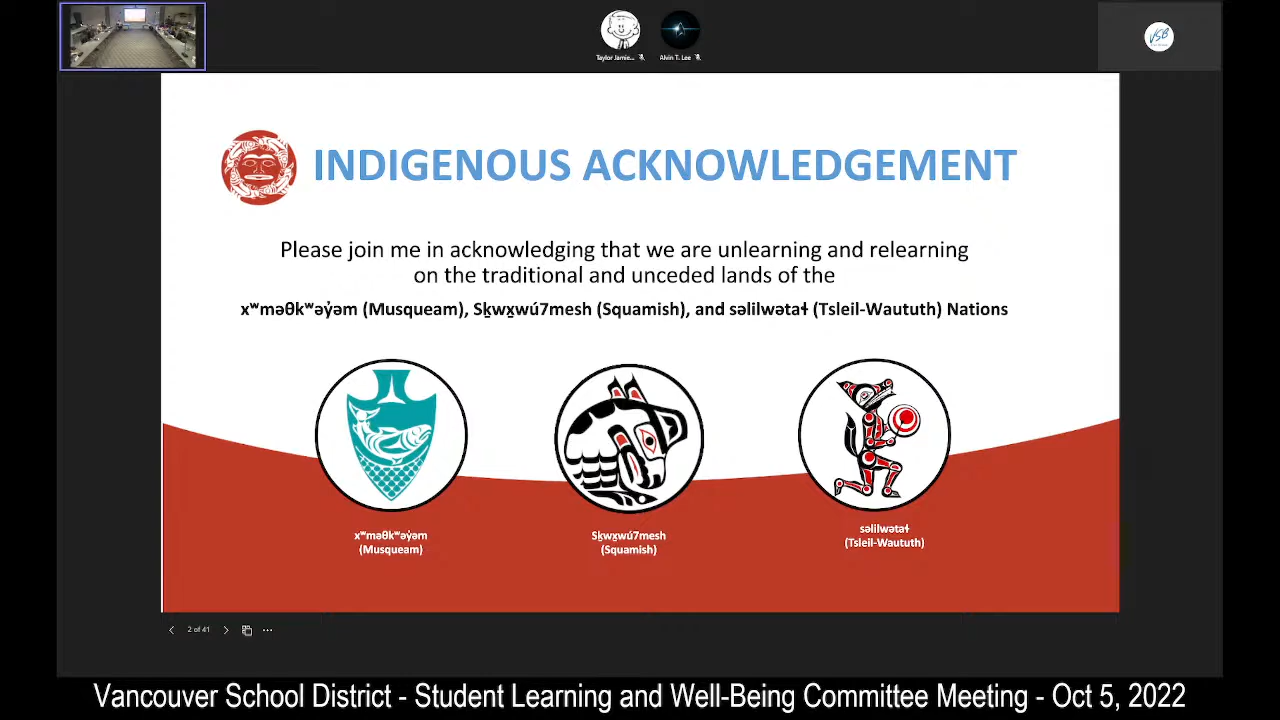 Taylor Jamie...
Alvin T. Lee
VSB
INDIGENOUS ACKNOWLEDGEMENT
Please join me in acknowledging that we are unlearning and relearning
on the traditional and unceded lands of the
xʷməθkʷəy̓əm (Musqueam), Sḵwx̱wú7mesh (Squamish), and səlilwətaɬ (Tsleil-Waututh) Nations
xʷməθkʷəy̓əm
(Musqueam)
Sḵwx̱wú7mesh
(Squamish)
səlilwətaɬ
(Tsleil-Waututh)
2 of 41
Vancouver School District - Student Learning and Well-Being Committee Meeting - Oct 5, 2022